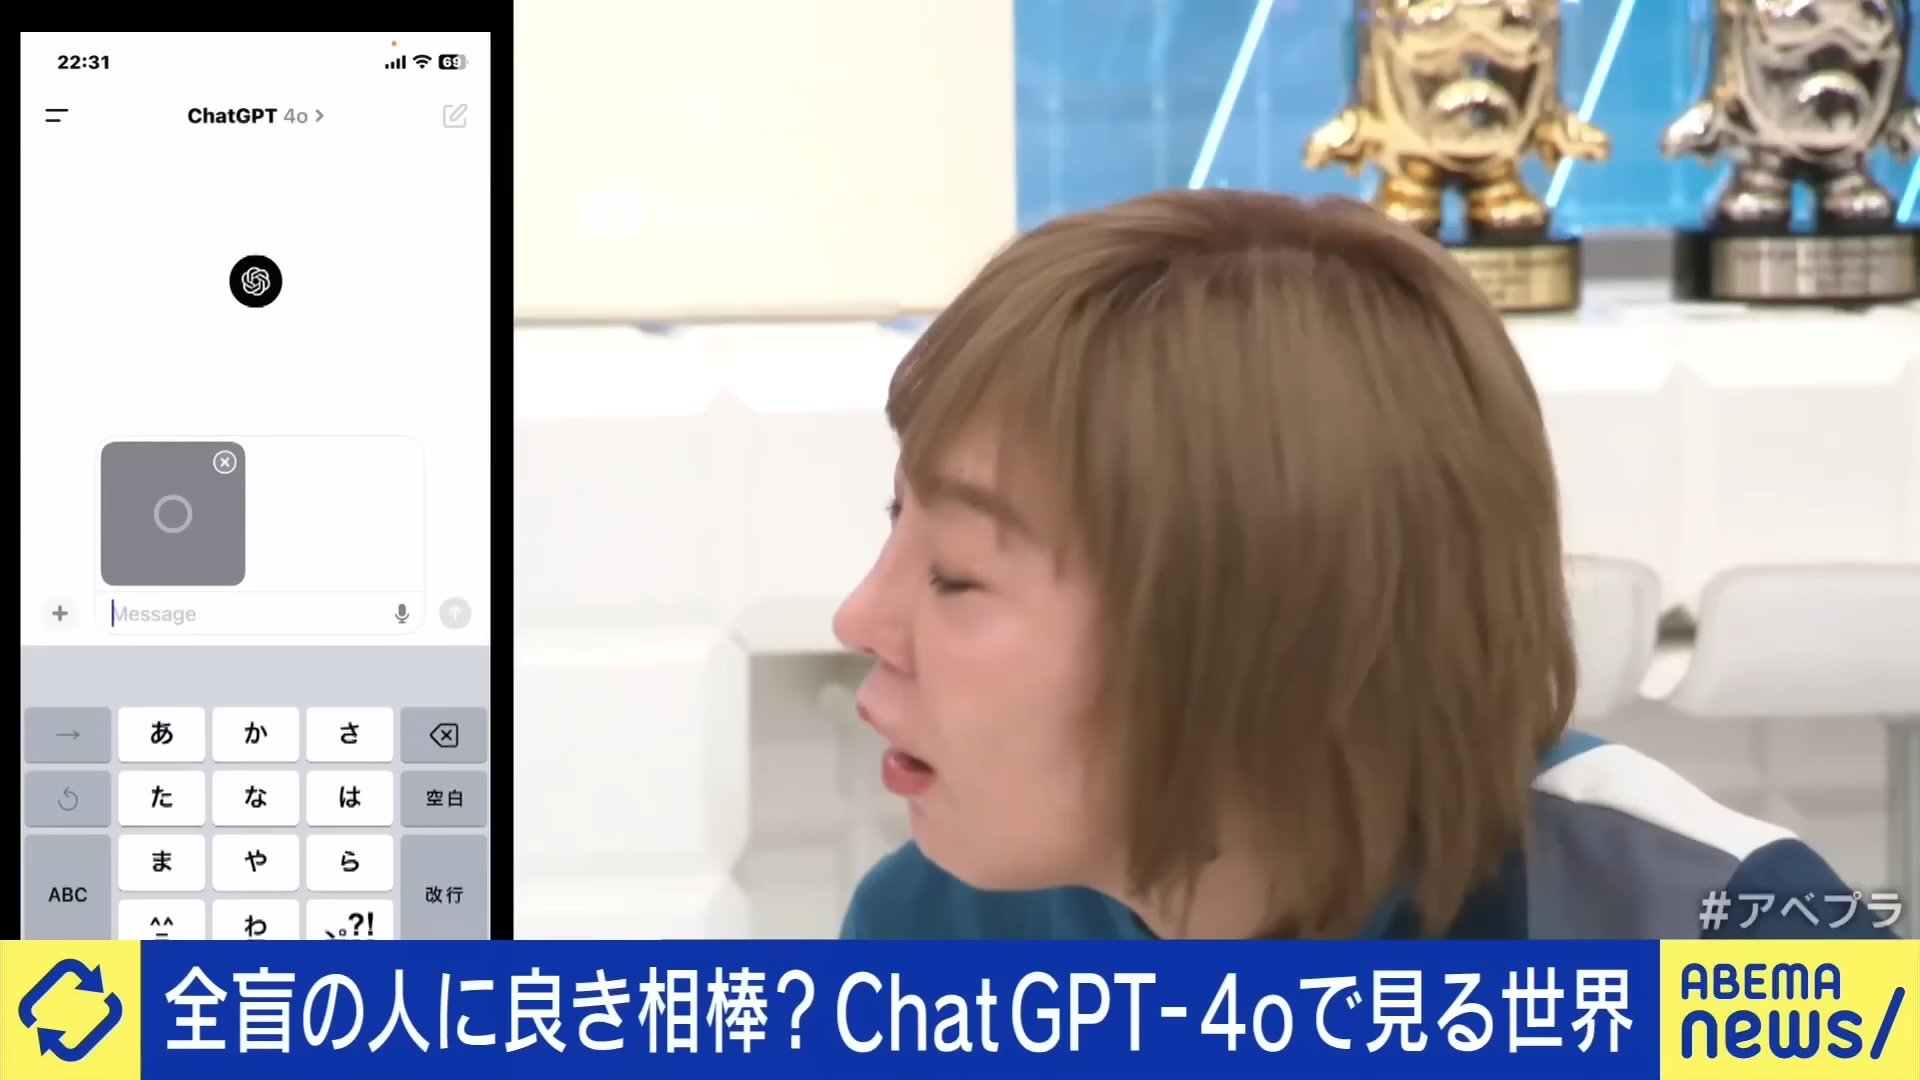 22:31
69
ChatGPT 4o >
Message
→ あ か さ
た な は 空白
ABC ま や ら 改行
^_^ わ 、。?!
#アベプラ
全盲の人に良き相棒?ChatGPT-4oで見る世界
ABEMA
news/